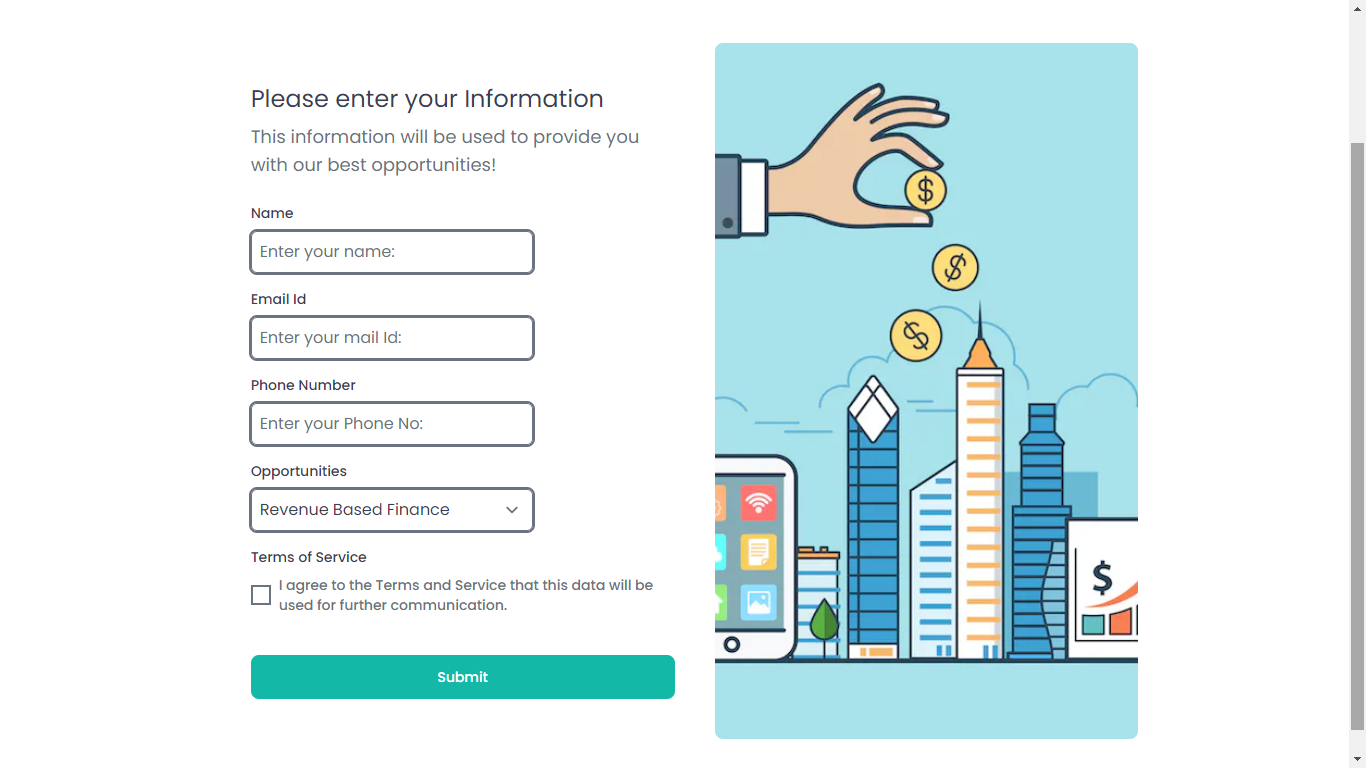 Please enter your Information
This information will be used to provide you
with our best opportunities!
Name
Enter your name:
Email Id
Enter your mail Id:
Phone Number
Enter your Phone No:
Opportunities
Revenue Based Finance
Terms of Service
I agree to the Terms and Service that this data will be
used for further communication.
Submit
$
$
$
$